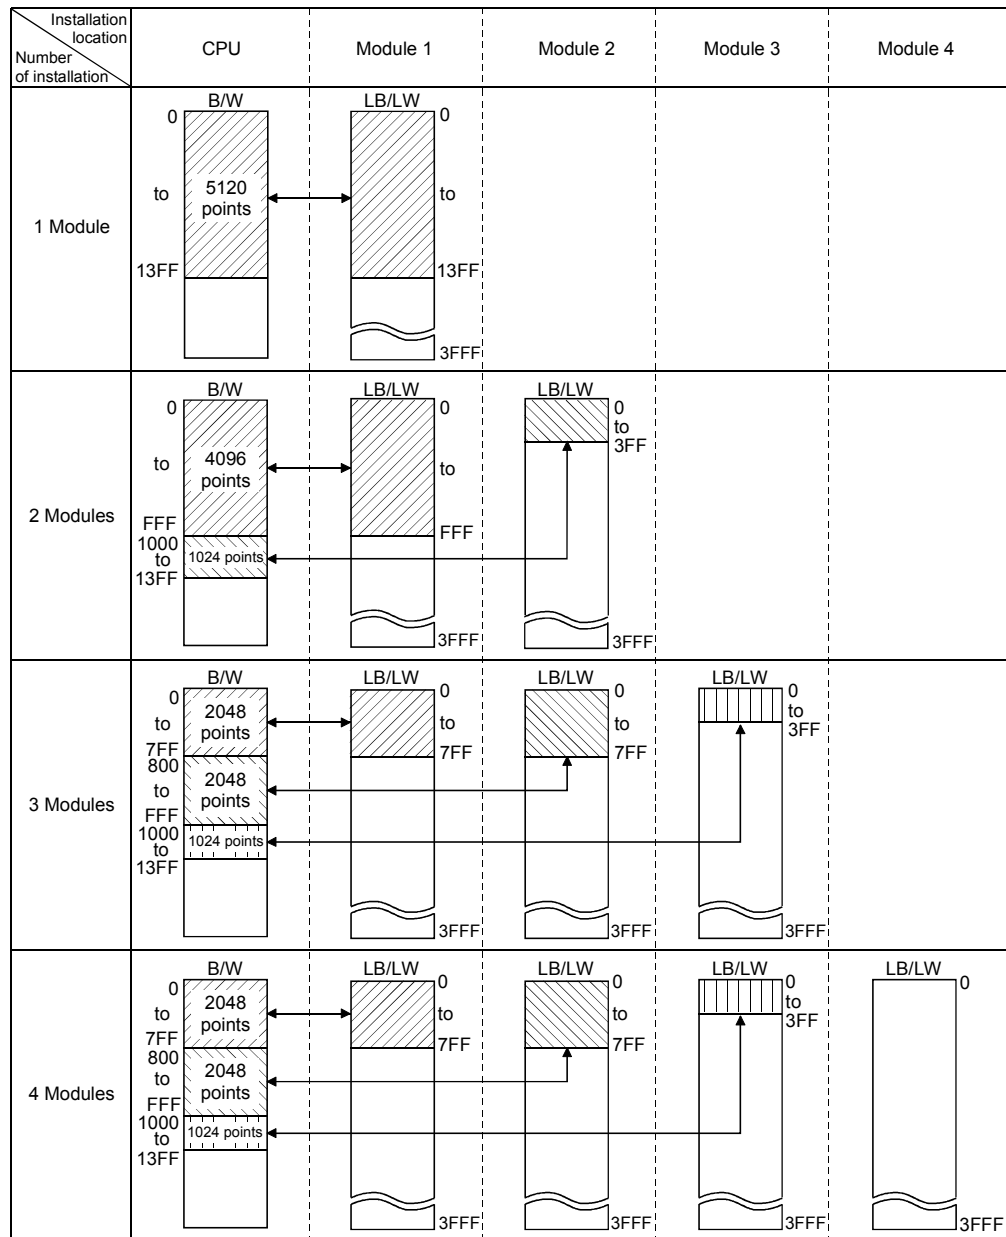 Installation
location
Number
of installation
CPU
Module 1
Module 2
Module 3
Module 4
1 Module
B/W
0
to
13FF
5120
points
LB/LW
0
to
13FF
3FFF
2 Modules
B/W
0
to
FFF
1000
to
13FF
4096
points
1024 points
LB/LW
0
to
FFF
3FFF
LB/LW
0
to
3FF
3FFF
3 Modules
B/W
0
to
7FF
800
to
FFF
1000
to
13FF
2048
points
2048
points
1024 points
LB/LW
0
to
7FF
3FFF
LB/LW
0
to
7FF
3FFF
LB/LW
0
to
3FF
3FFF
4 Modules
B/W
0
to
7FF
800
to
FFF
1000
to
13FF
2048
points
2048
points
1024 points
LB/LW
0
to
7FF
3FFF
LB/LW
0
to
7FF
3FFF
LB/LW
0
to
3FF
3FFF
LB/LW
0
3FFF